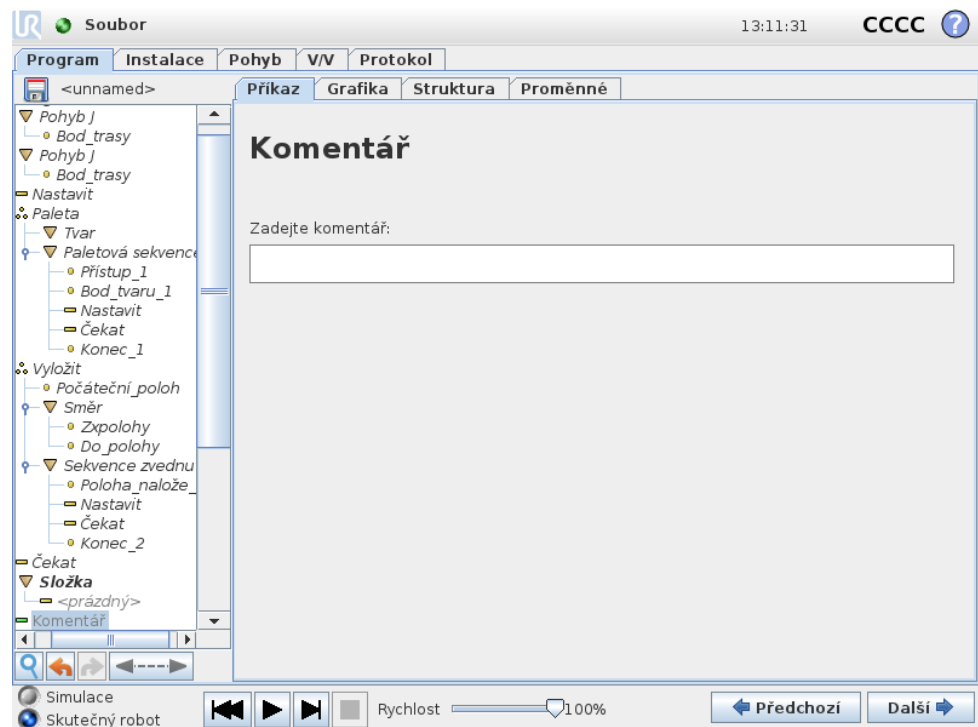 UR Soubor 13:11:31 CCCC ?
Program Instalace Pohyb V/V Protokol
<unnamed>
Příkaz Grafika Struktura Proměnné
Pohyb J
Bod_trasy
Pohyb J
Bod_trasy
Nastavit
Paleta
Tvar
Paletová sekvence
Přístup_1
Bod_tvaru_1
Nastavit
Čekat
Konec_1
Vyložit
Počáteční_poloh
Směr
Zxpolohy
Do_polohy
Sekvence zvednu
Poloha_nalože_
Nastavit
Čekat
Konec_2
Čekat
Složka
<prázdný>
Komentář
Komentář
Zadejte komentář:
Simulace
Skutečný robot
Rychlost 100%
Předchozí Další